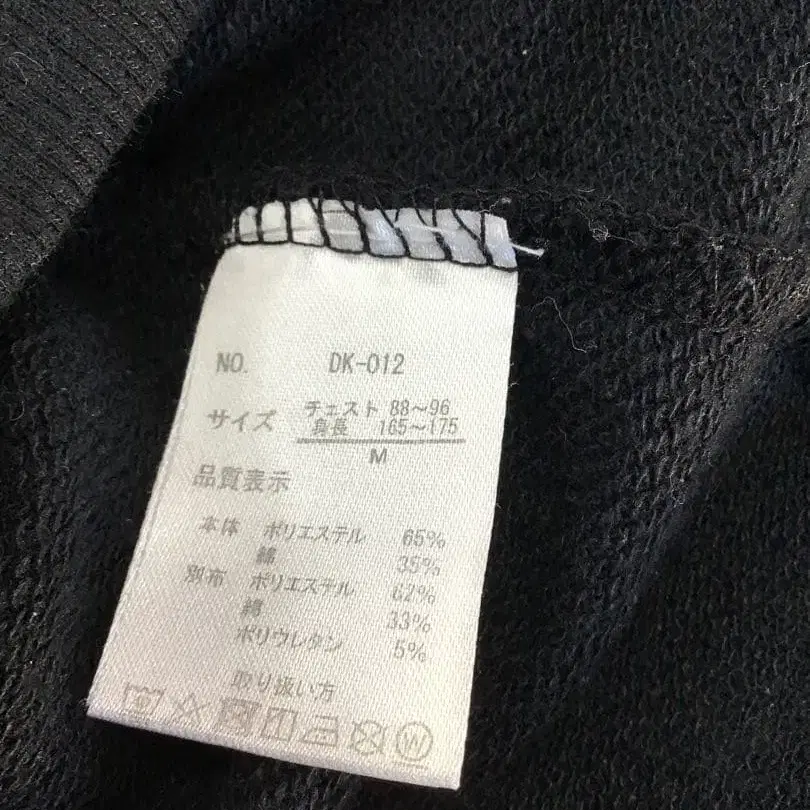 NO. DK-012
サイズ チェスト 88～96
身長 165～175
M
品質表示
本体 ポリエステル 65%
綿 35%
別布 ポリエステル 62%
綿 33%
ポリウレタン 5%
取り扱い方
W